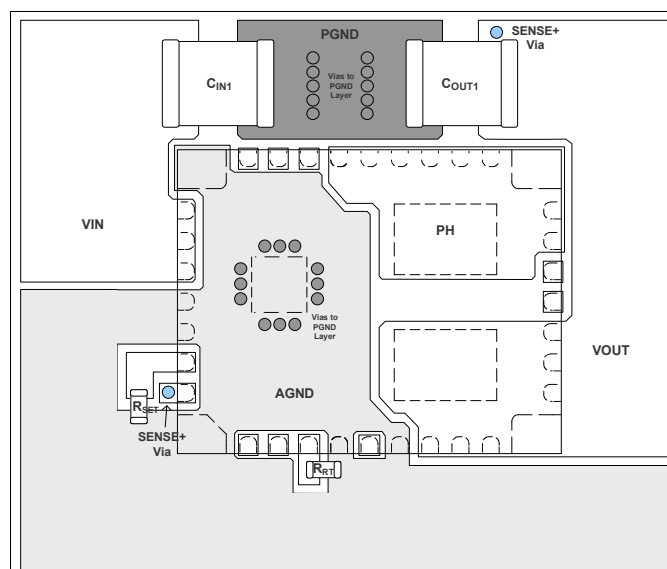 PGND
SENSE+
Via
CIN1
Vias to
PGND
Layer
COUT1
VIN
PH
Vias to
PGND
Layer
VOUT
AGND
RSET
SENSE+
Via
RRT